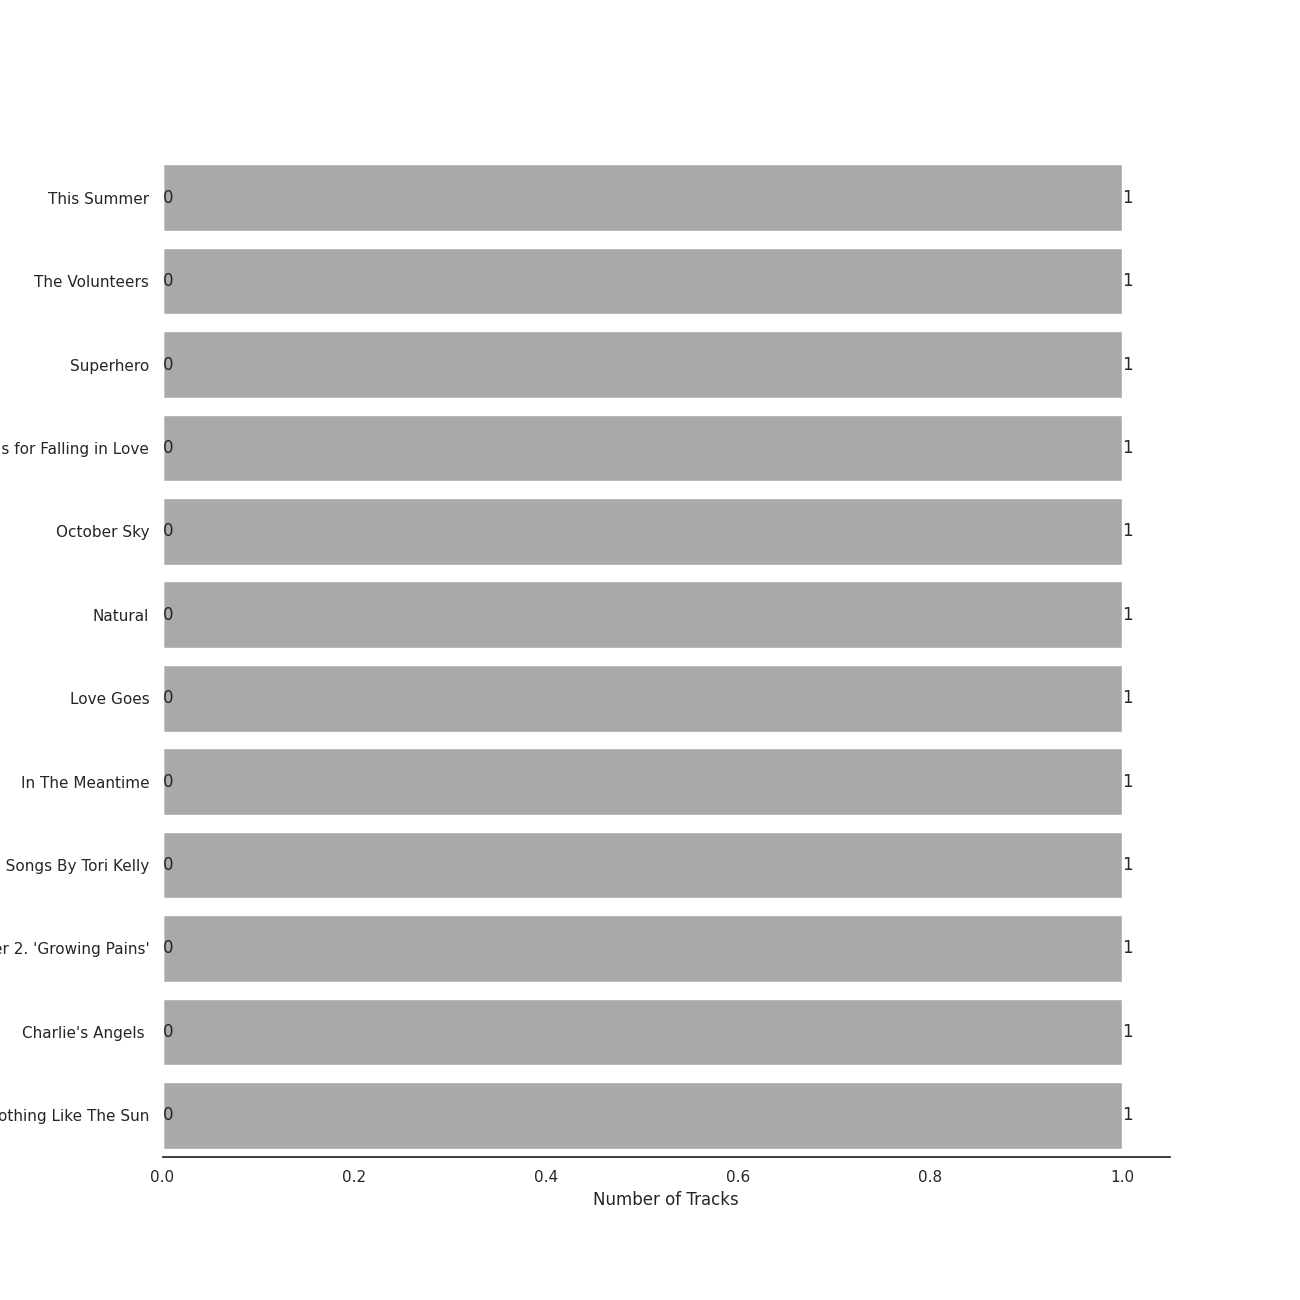 This Summer 0 1
The Volunteers 0 1
Superhero 0 1
s for Falling in Love 0 1
October Sky 0 1
Natural 0 1
Love Goes 0 1
In The Meantime 0 1
Songs By Tori Kelly 0 1
er 2. 'Growing Pains' 0 1
Charlie's Angels 0 1
othing Like The Sun 0 1
0.0 0.2 0.4 0.6 0.8 1.0
Number of Tracks